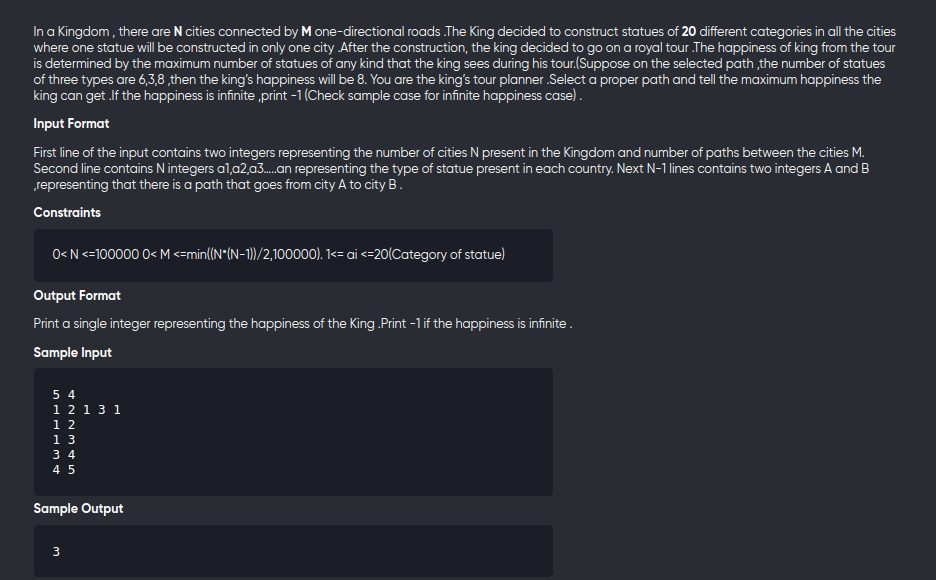 In a Kingdom , there are N cities connected by M one-directional roads .The King decided to construct statues of 20 different categories in all the cities
where one statue will be constructed in only one city .After the construction, the king decided to go on a royal tour .The happiness of king from the tour
is determined by the maximum number of statues of any kind that the king sees during his tour.(Suppose on the selected path ,the number of statues
of three types are 6,3,8 ,then the king's happiness will be 8. You are the king's tour planner .Select a proper path and tell the maximum happiness the
king can get .If the happiness is infinite ,print -1 (Check sample case for infinite happiness case) .
Input Format
First line of the input contains two integers representing the number of cities N present in the Kingdom and number of paths between the cities M.
Second line contains N integers a1,a2,a3.....an representing the type of statue present in each country. Next N-1 lines contains two integers A and B
,representing that there is a path that goes from city A to city B .
Constraints
0< N <=100000 0< M <=min((N*(N-1))/2,100000). 1<= ai <=20(Category of statue)
Output Format
Print a single integer representing the happiness of the King .Print -1 if the happiness is infinite .
Sample Input
5 4
1 2 1 3 1
1 2
1 3
3 4
4 5
Sample Output
3